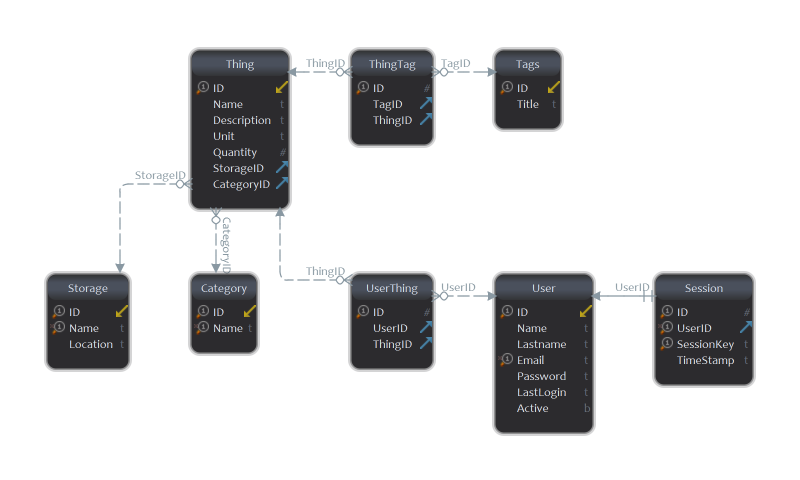 Thing
ID
Name t
Description t
Unit t
Quantity #
StorageID
CategoryID
ThingID
ThingTag
ID #
TagID
ThingID
TagID
Tags
ID
Title t
StorageID
CategoryID
Storage
ID
Name t
Location t
Category
ID
Name t
ThingID
UserThing
ID #
UserID
ThingID
UserID
User
ID
Name t
Lastname t
Email t
Password t
LastLogin t
Active b
UserID
Session
ID #
UserID
SessionKey t
TimeStamp t